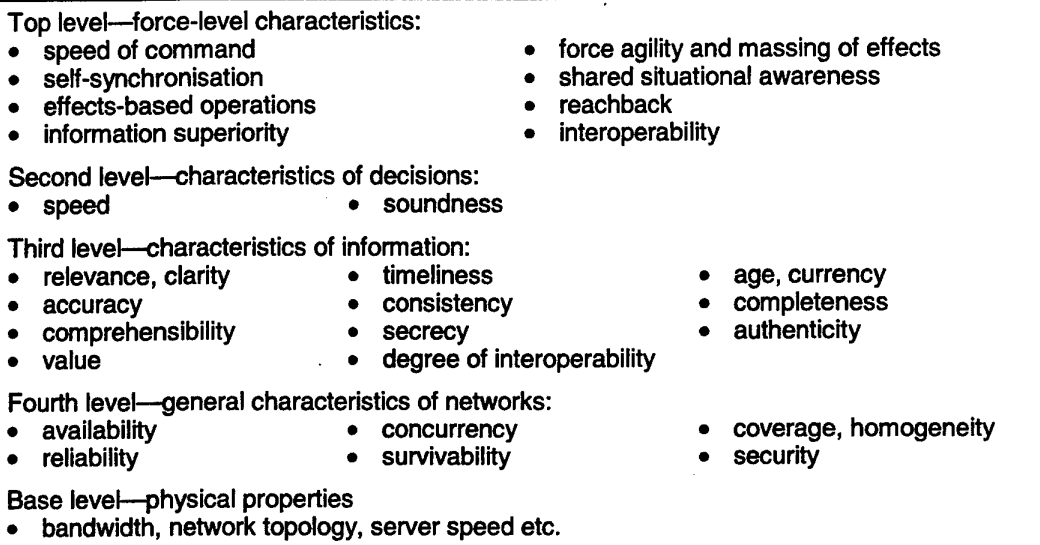 Top level—force-level characteristics:
• speed of command • force agility and massing of effects
• self-synchronisation • shared situational awareness
• effects-based operations • reachback
• information superiority • interoperability
Second level—characteristics of decisions:
• speed • soundness
Third level—characteristics of information:
• relevance, clarity • timeliness • age, currency
• accuracy • consistency • completeness
• comprehensibility • secrecy • authenticity
• value • degree of interoperability
Fourth level—general characteristics of networks:
• availability • concurrency • coverage, homogeneity
• reliability • survivability • security
Base level—physical properties
• bandwidth, network topology, server speed etc.